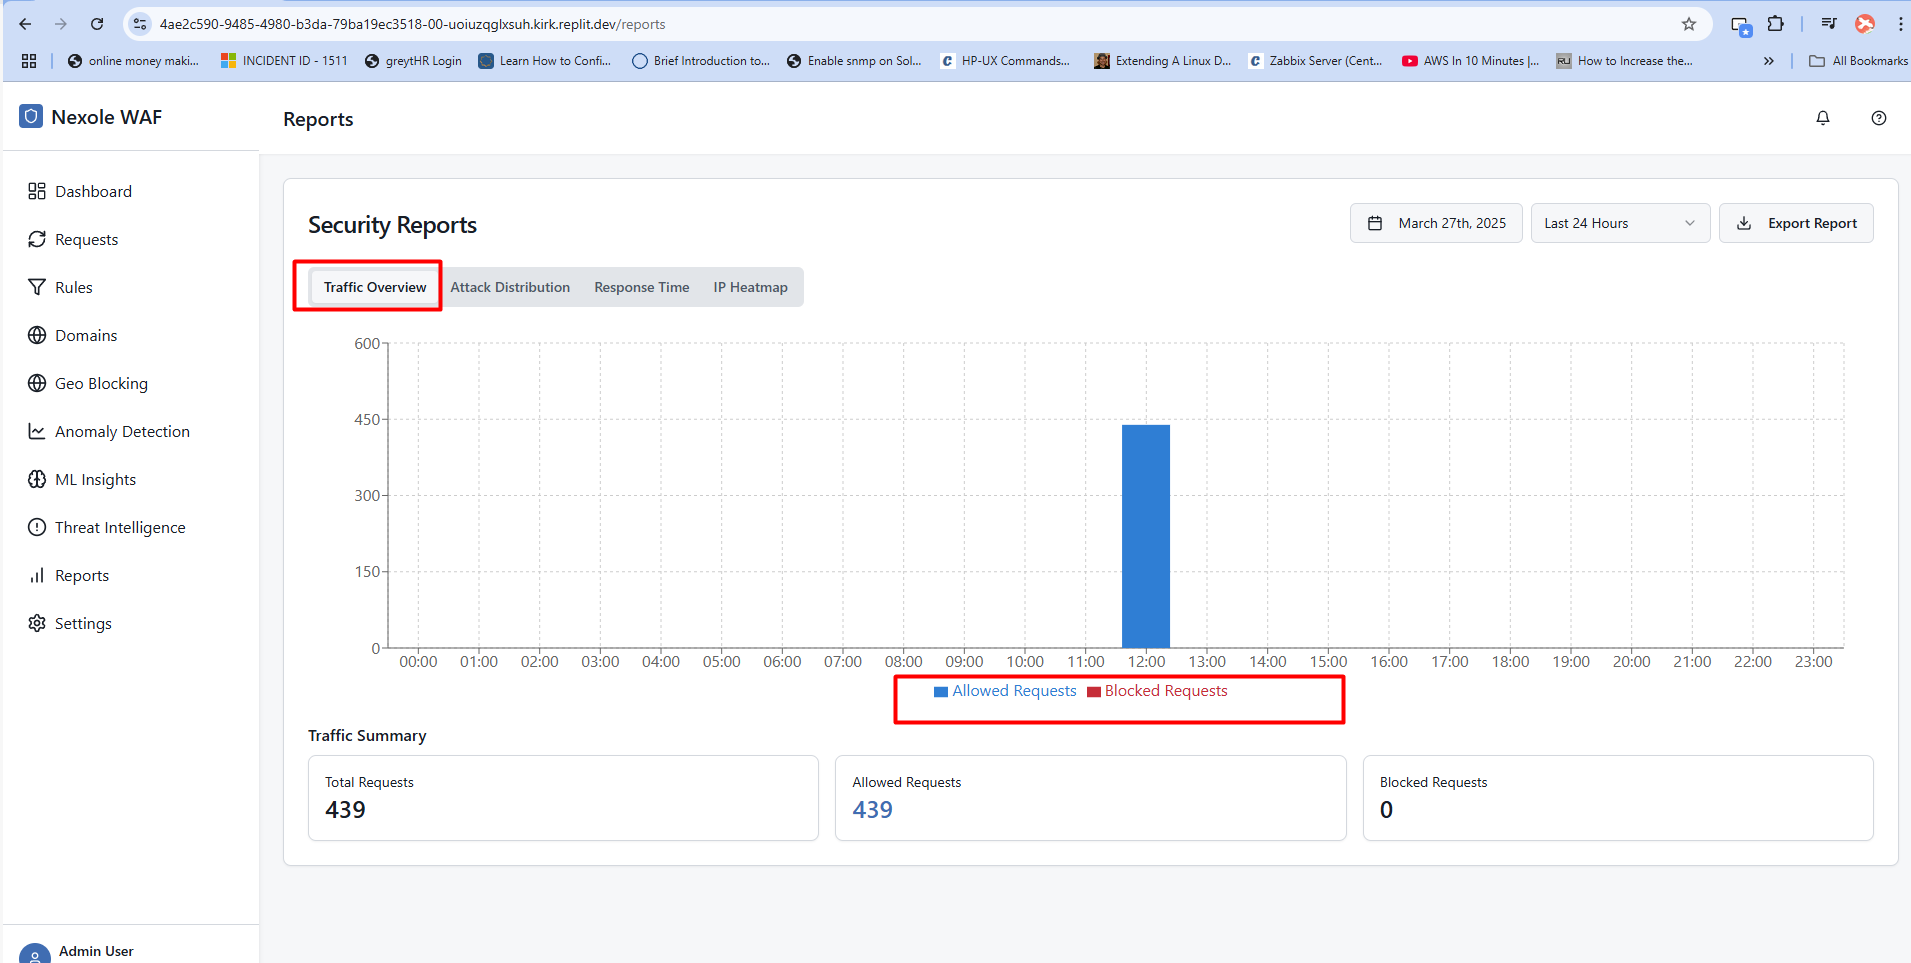 4ae2c590-9485-4980-b3da-79ba19ec3518-00-uoiuzqglxsuh.kirk.replit.dev/reports
online money maki...
INCIDENT ID - 1511
greytHR Login
Learn How to Confi...
Brief Introduction to...
Enable snmp on Sol...
HP-UX Commands...
Extending A Linux D...
Zabbix Server (Cent...
AWS In 10 Minutes |...
RU
How to Increase the...
All Bookmarks
Nexole WAF
Reports
Dashboard
Requests
Rules
Domains
Geo Blocking
Anomaly Detection
ML Insights
Threat Intelligence
Reports
Settings
Admin User
Security Reports
March 27th, 2025
Last 24 Hours
Export Report
Traffic Overview
Attack Distribution
Response Time
IP Heatmap
600
450
300
150
0
00:00 01:00 02:00 03:00 04:00 05:00 06:00 07:00 08:00 09:00 10:00 11:00 12:00 13:00 14:00 15:00 16:00 17:00 18:00 19:00 20:00 21:00 22:00 23:00
Allowed Requests Blocked Requests
Traffic Summary
Total Requests
439
Allowed Requests
439
Blocked Requests
0